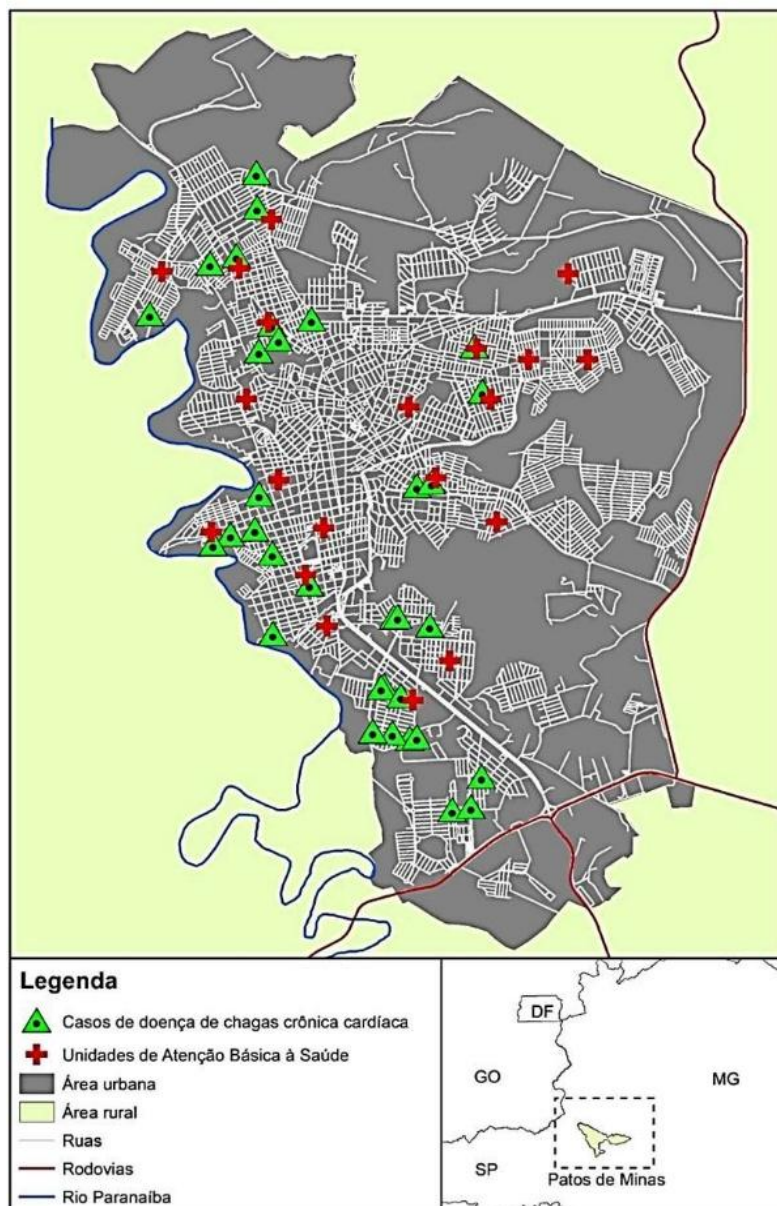 Legenda
Casos de doença de chagas crônica cardíaca
Unidades de Atenção Básica à Saúde
Área urbana
Área rural
Ruas
Rodovias
Rio Paranaíba
DF
GO
MG
SP
Patos de Minas